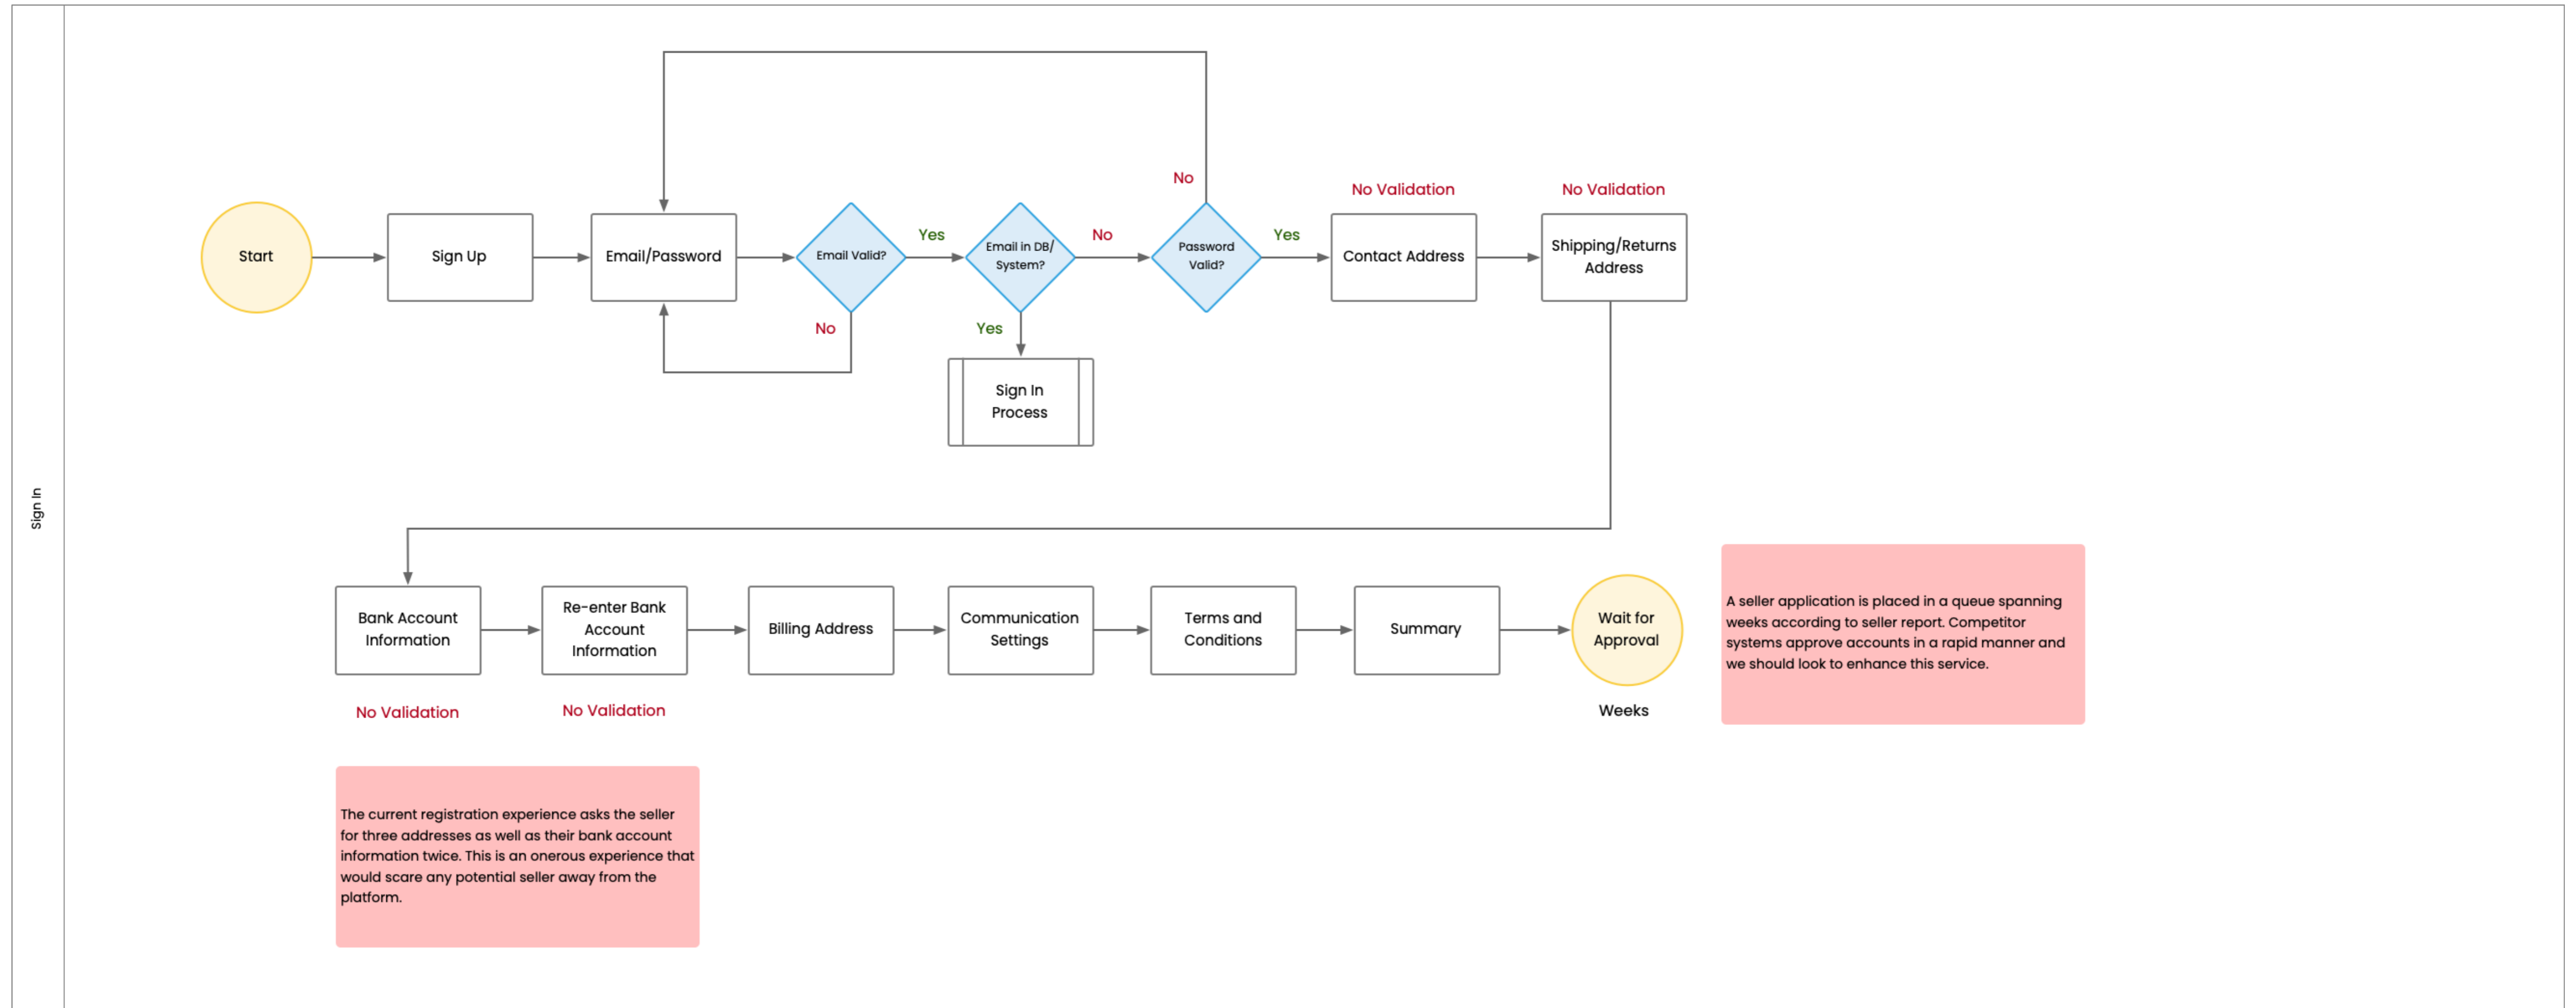 Sign In
No
No Validation
No Validation
Start
Sign Up
Email/Password
Email Valid?
Yes
Email in DB/
System?
No
Password
Valid?
Yes
Contact Address
Shipping/Returns
Address
No
Yes
Sign In
Process
Bank Account
Information
Re-enter Bank
Account
Information
Billing Address
Communication
Settings
Terms and
Conditions
Summary
Wait for
Approval
A seller application is placed in a queue spanning
weeks according to seller report. Competitor
systems approve accounts in a rapid manner and
we should look to enhance this service.
No Validation
No Validation
Weeks
The current registration experience asks the seller
for three addresses as well as their bank account
information twice. This is an onerous experience that
would scare any potential seller away from the
platform.